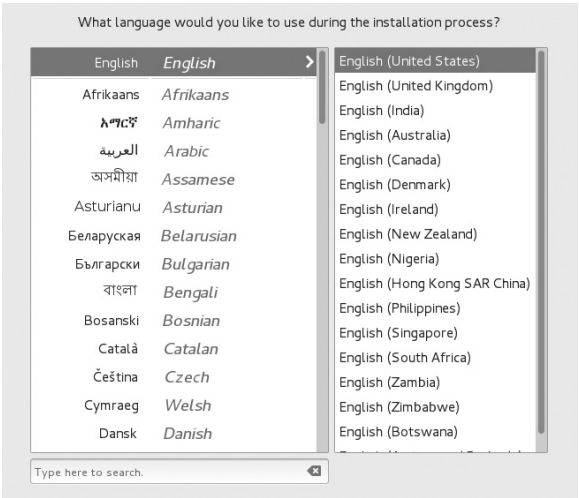 What language would you like to use during the installation process?
English English
Afrikaans Afrikaans
አማርኛ Amharic
العربية Arabic
অসমীয়া Assamese
Asturianu Asturian
Беларуская Belarusian
Български Bulgarian
বাংলা Bengali
Bosanski Bosnian
Català Catalan
Čeština Czech
Cymraeg Welsh
Dansk Danish
Type here to search.
English (United States)
English (United Kingdom)
English (India)
English (Australia)
English (Canada)
English (Denmark)
English (Ireland)
English (New Zealand)
English (Nigeria)
English (Hong Kong SAR China)
English (Philippines)
English (Singapore)
English (South Africa)
English (Zambia)
English (Zimbabwe)
English (Botswana)